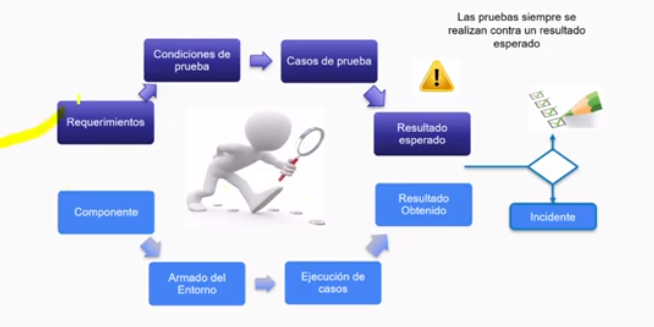 Las pruebas siempre se
realizan contra un resultado
esperado
Condiciones de
prueba
Casos de prueba
Requerimientos
Resultado
esperado
Componente
Resultado
Obtenido
Incidente
Armado del
Entorno
Ejecución de
casos